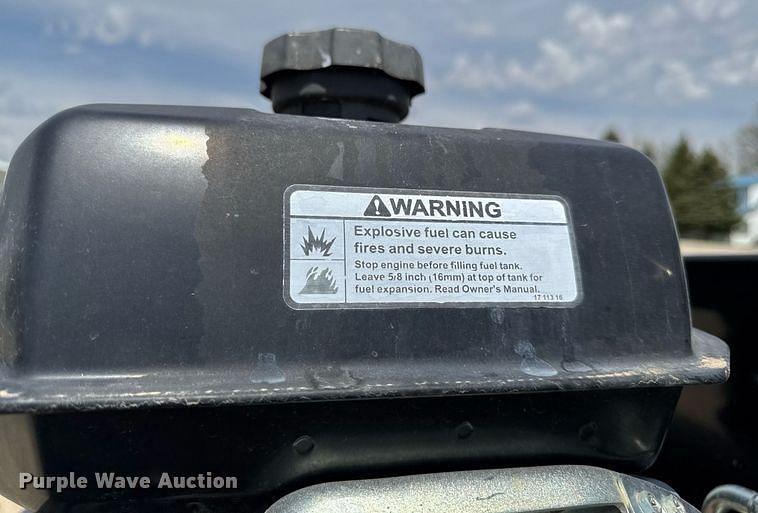 WARNING
Explosive fuel can cause
fires and severe burns.
Stop engine before filling fuel tank.
Leave 5/8 inch (16mm) at top of tank for
fuel expansion. Read Owner's Manual.
17 113 16
Purple Wave Auction